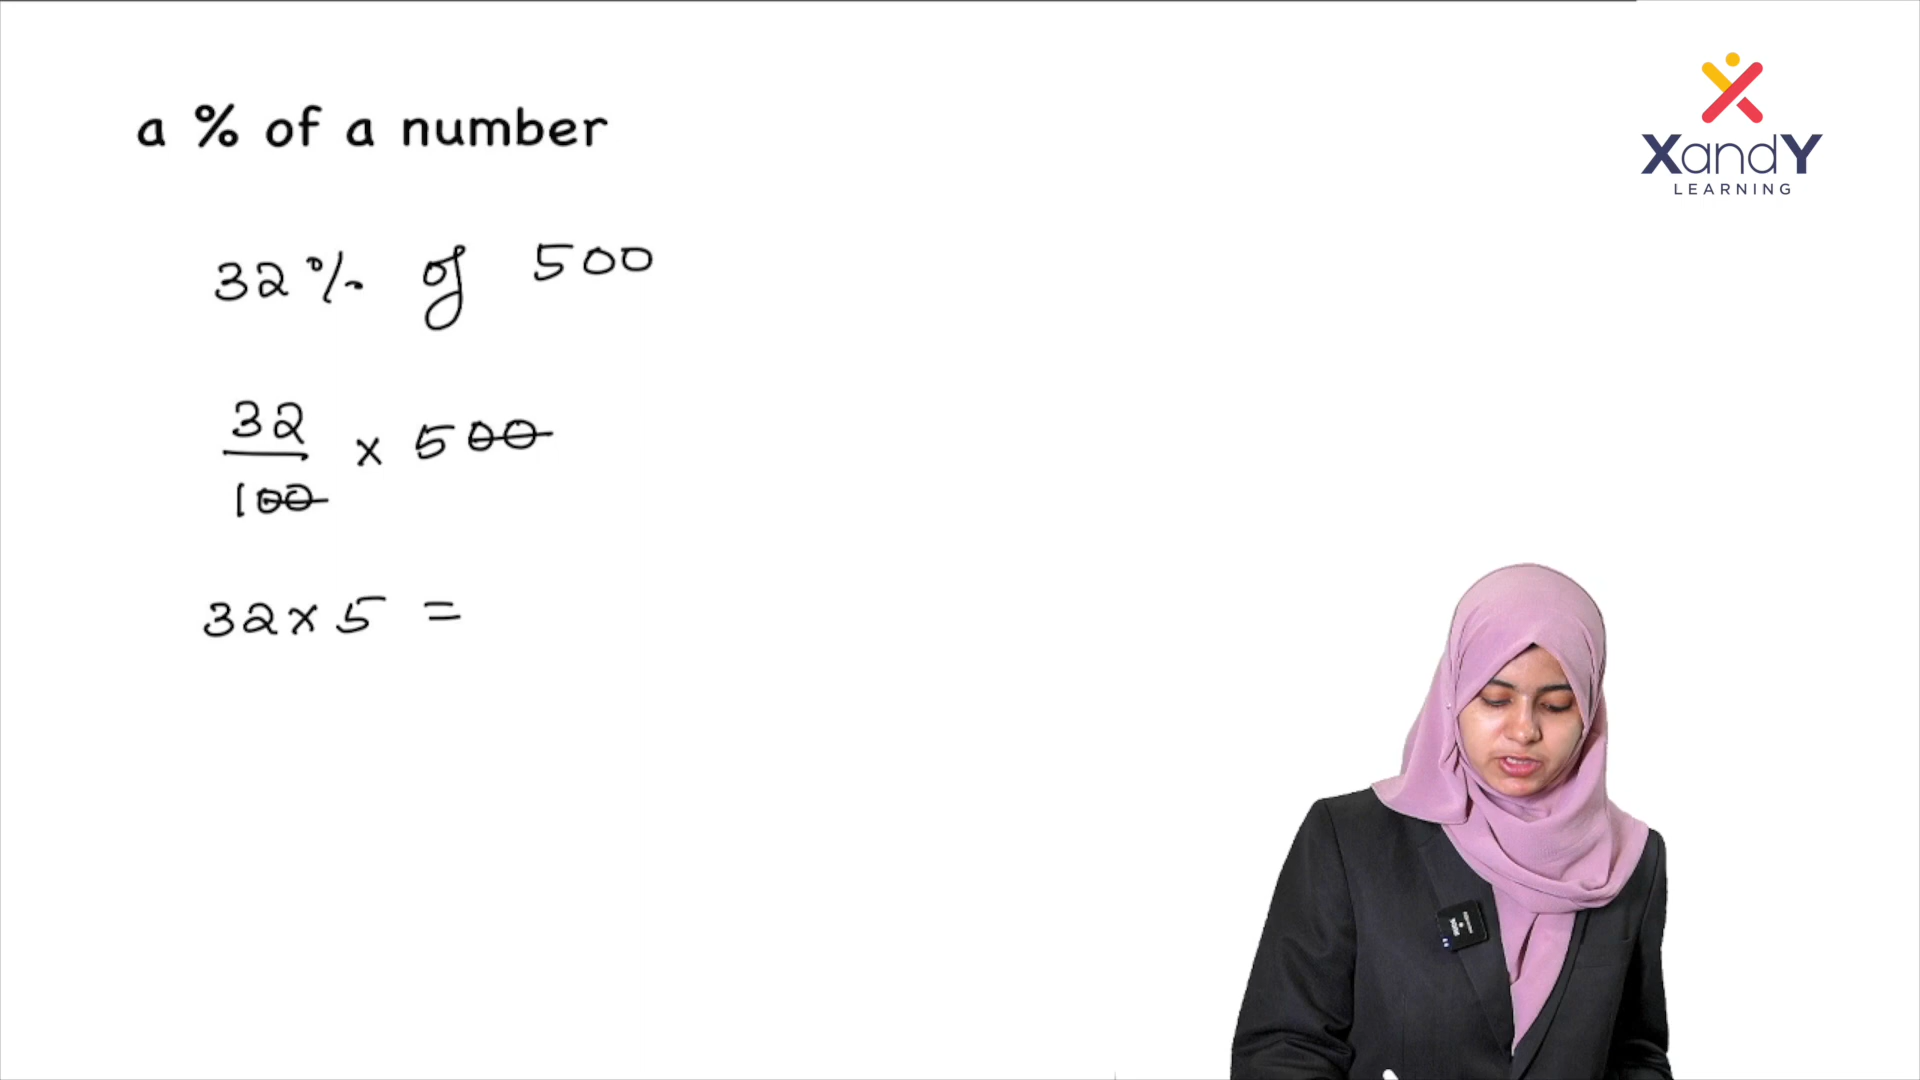 a % of a number
XandY
LEARNING
32% of 500
32
100
× 500
32 × 5 =